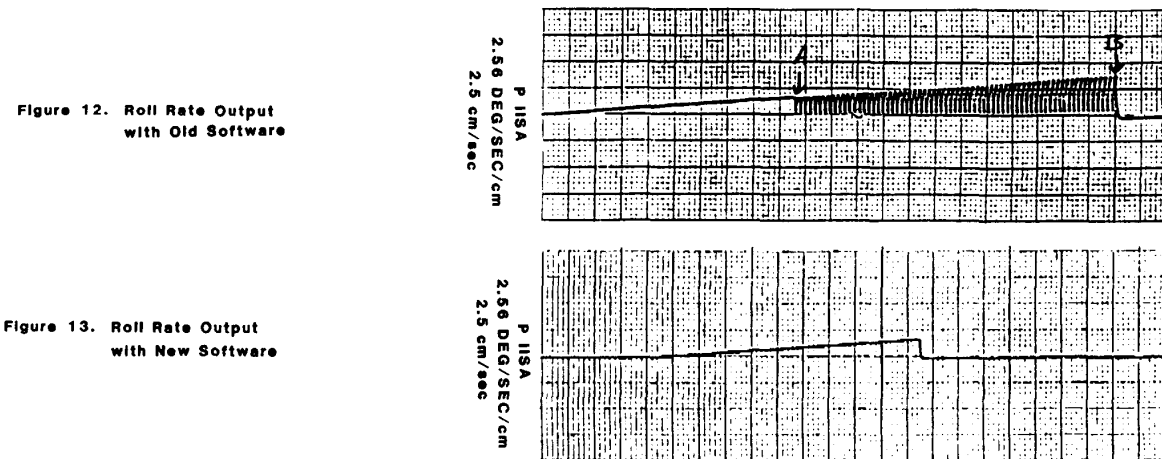 Figure 12. Roll Rate Output
with Old Software
P IISA
2.56 DEG/SEC/cm
2.5 cm/sec
A
B
Figure 13. Roll Rate Output
with New Software
P IISA
2.56 DEG/SEC/cm
2.5 cm/sec